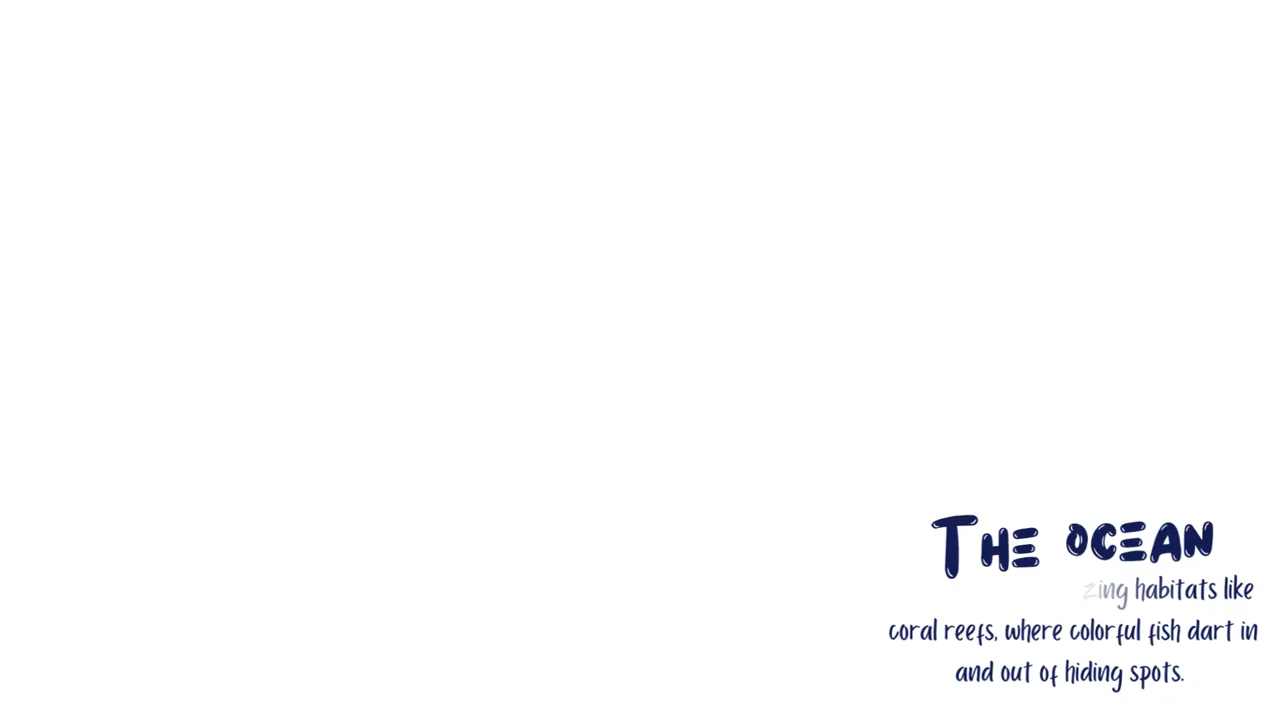 The ocean
zing habitats like
coral reefs, where colorful fish dart in
and out of hiding spots.